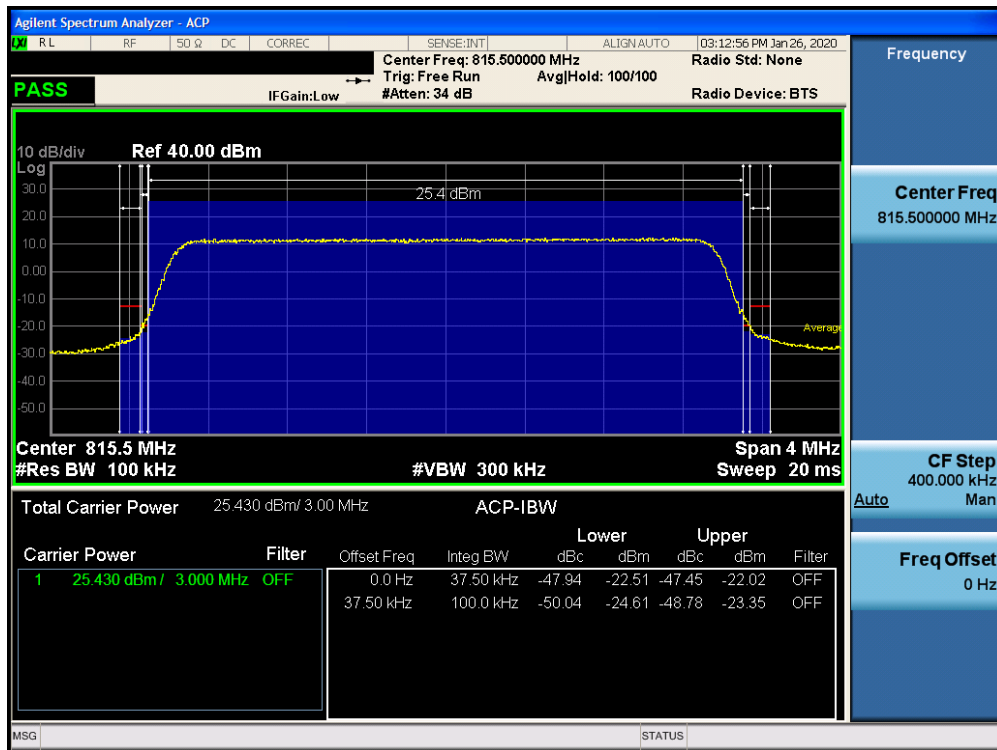 Agilent Spectrum Analyzer - ACP
LXI RL RF 50 Ω DC CORREC SENSE:INT ALIGN AUTO 03:12:56 PM Jan 26, 2020
Frequency
Center Freq: 815.500000 MHz Radio Std: None
Trig: Free Run Avg|Hold: 100/100
PASS IFGain:Low #Atten: 34 dB Radio Device: BTS
10 dB/div Ref 40.00 dBm
Log
30.0
25.4 dBm
20.0
10.0
0.00
-10.0
-20.0
Average
-30.0
-40.0
-50.0
Center 815.5 MHz Span 4 MHz
#Res BW 100 kHz #VBW 300 kHz Sweep 20 ms
Total Carrier Power 25.430 dBm/ 3.00 MHz ACP-IBW
Lower Upper
Carrier Power Filter Offset Freq Integ BW dBc dBm dBc dBm Filter
1 25.430 dBm / 3.000 MHz OFF 0.0 Hz 37.50 kHz -47.94 -22.51 -47.45 -22.02 OFF
37.50 kHz 100.0 kHz -50.04 -24.61 -48.78 -23.35 OFF
Center Freq
815.500000 MHz
CF Step
400.000 kHz
Auto Man
Freq Offset
0 Hz
MSG STATUS